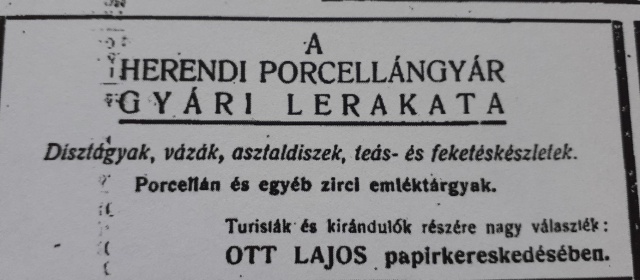 A
HERENDI PORCELLÁNGYÁR
GYÁRI LERAKATA
Dísztágyak, vázák, asztaldiszek, teás- és feketéskészletek.
Porcellán és egyéb zirci emléktárgyak.
Turisták és kirándulók részére nagy választék:
OTT LAJOS papirkereskedésében.